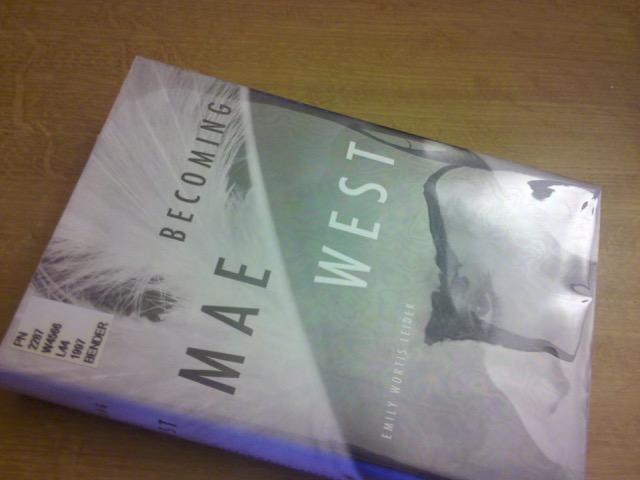 BECOMING
MAE
WEST
EMILY WORTIS LEIDER
PN
2287
W4566
L44
1997
BENDER